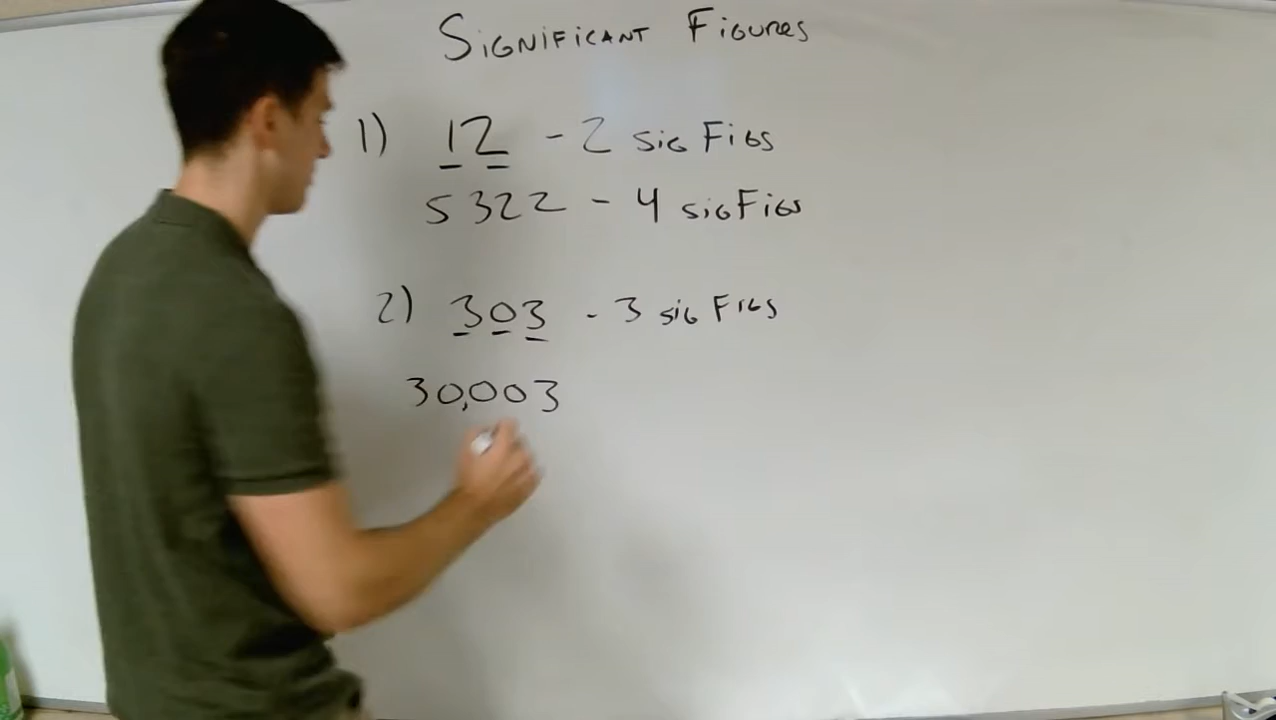 Significant Figures
1) 12 - 2 sig Figs
5322 - 4 sig Figs
2) 303 - 3 sig Figs
30,003